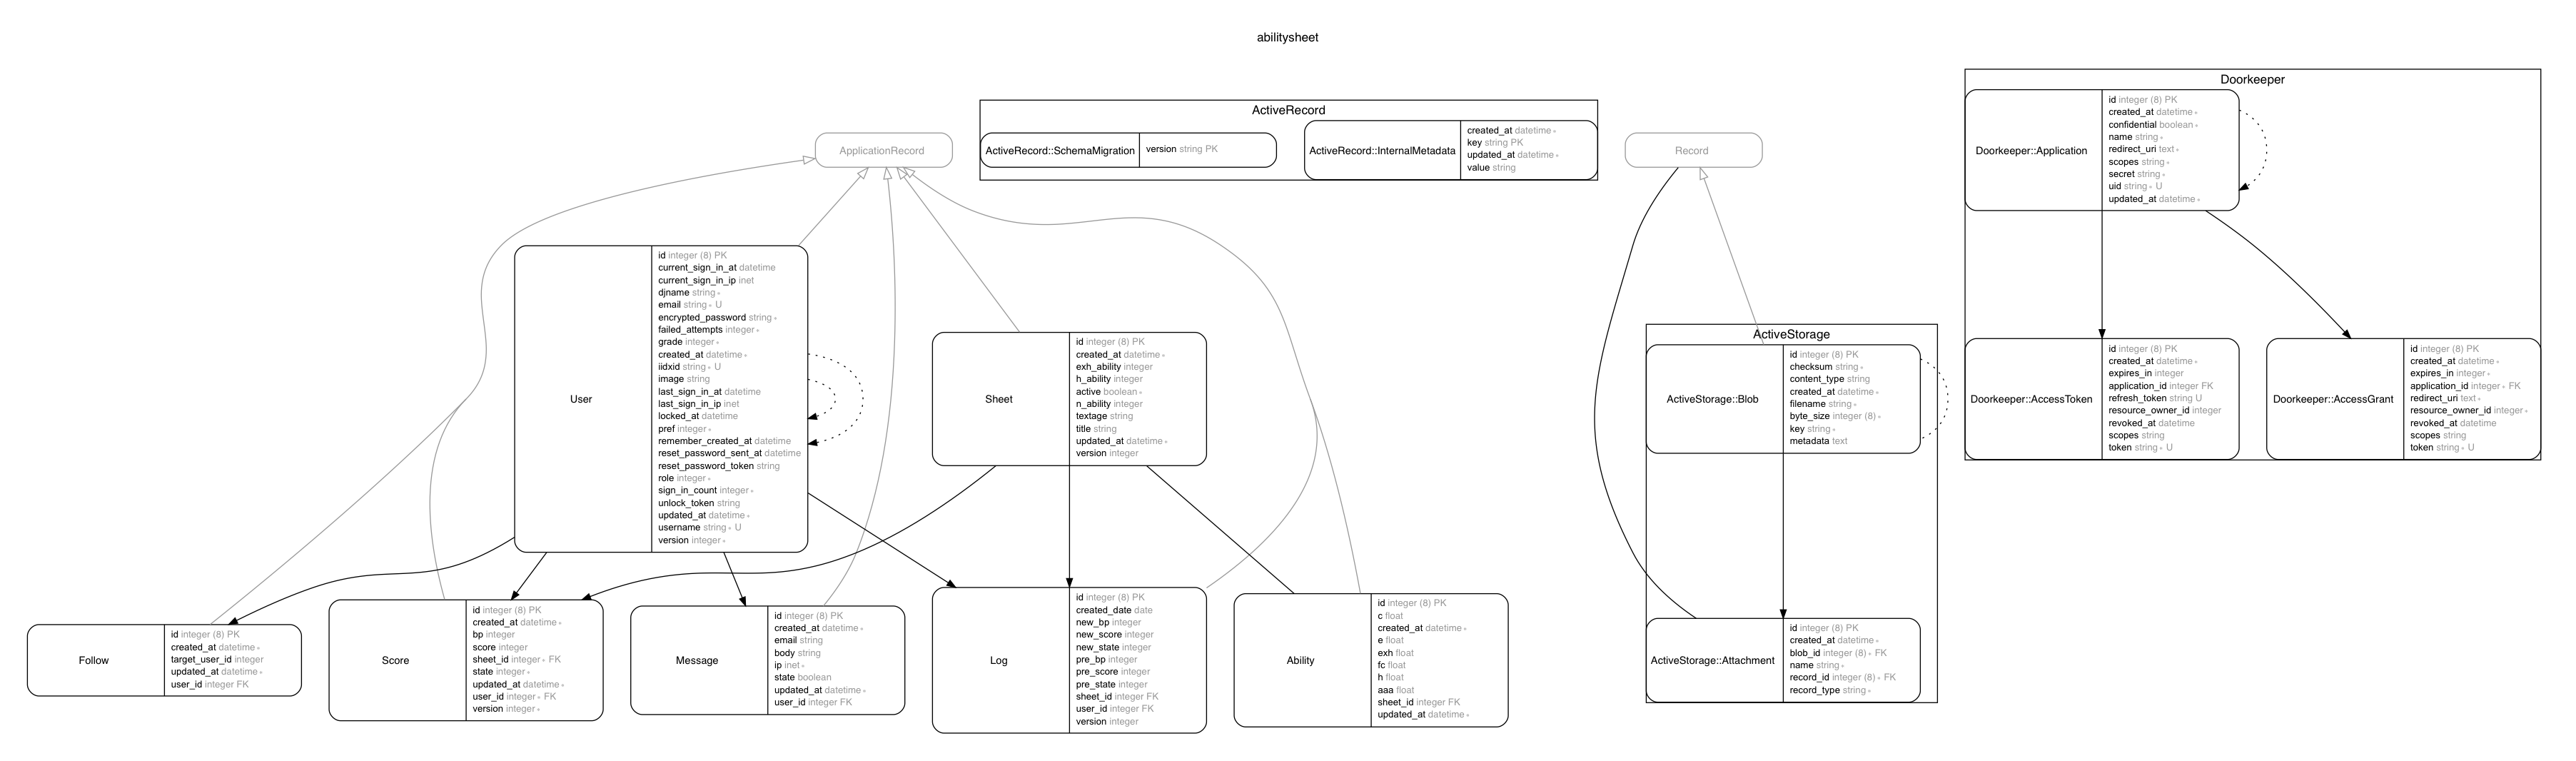 abilitysheet
ApplicationRecord
ActiveRecord
ActiveRecord::SchemaMigration
version string PK
ActiveRecord::InternalMetadata
created_at datetime ∗
key string PK
updated_at datetime ∗
value string
Record
Doorkeeper
Doorkeeper::Application
id integer (8) PK
created_at datetime ∗
confidential boolean ∗
name string ∗
redirect_uri text ∗
scopes string ∗
secret string ∗
uid string ∗ U
updated_at datetime ∗
User
id integer (8) PK
current_sign_in_at datetime
current_sign_in_ip inet
djname string ∗
email string ∗ U
encrypted_password string ∗
failed_attempts integer ∗
grade integer ∗
created_at datetime ∗
iidxid string ∗ U
image string
last_sign_in_at datetime
last_sign_in_ip inet
locked_at datetime
pref integer ∗
remember_created_at datetime
reset_password_sent_at datetime
reset_password_token string
role integer ∗
sign_in_count integer ∗
unlock_token string
updated_at datetime ∗
username string ∗ U
version integer ∗
Sheet
id integer (8) PK
created_at datetime ∗
exh_ability integer
h_ability integer
active boolean ∗
n_ability integer
textage string
title string
updated_at datetime ∗
version integer
ActiveStorage
ActiveStorage::Blob
id integer (8) PK
checksum string ∗
content_type string
created_at datetime ∗
filename string ∗
byte_size integer (8) ∗
key string ∗
metadata text
Doorkeeper::AccessToken
id integer (8) PK
created_at datetime ∗
expires_in integer
application_id integer FK
refresh_token string U
resource_owner_id integer
revoked_at datetime
scopes string
token string ∗ U
Doorkeeper::AccessGrant
id integer (8) PK
created_at datetime ∗
expires_in integer ∗
application_id integer ∗ FK
redirect_uri text ∗
resource_owner_id integer ∗
revoked_at datetime
scopes string
token string ∗ U
Follow
id integer (8) PK
created_at datetime ∗
target_user_id integer
updated_at datetime ∗
user_id integer FK
Score
id integer (8) PK
created_at datetime ∗
bp integer
score integer
sheet_id integer ∗ FK
state integer ∗
updated_at datetime ∗
user_id integer ∗ FK
version integer ∗
Message
id integer (8) PK
created_at datetime ∗
email string
body string
ip inet ∗
state boolean
updated_at datetime ∗
user_id integer FK
Log
id integer (8) PK
created_date date
new_bp integer
new_score integer
new_state integer
pre_bp integer
pre_score integer
pre_state integer
sheet_id integer FK
user_id integer FK
version integer
Ability
id integer (8) PK
c float
created_at datetime ∗
e float
exh float
fc float
h float
aaa float
sheet_id integer FK
updated_at datetime ∗
ActiveStorage::Attachment
id integer (8) PK
created_at datetime ∗
blob_id integer (8) ∗ FK
name string ∗
record_id integer (8) ∗ FK
record_type string ∗